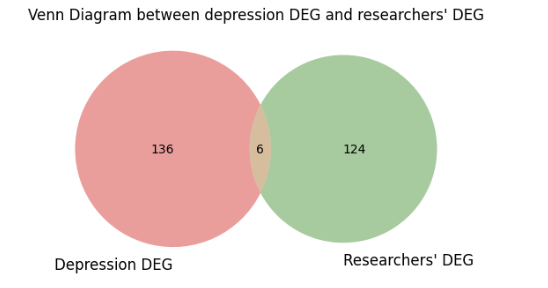 Venn Diagram between depression DEG and researchers' DEG
136
6
124
Depression DEG
Researchers' DEG